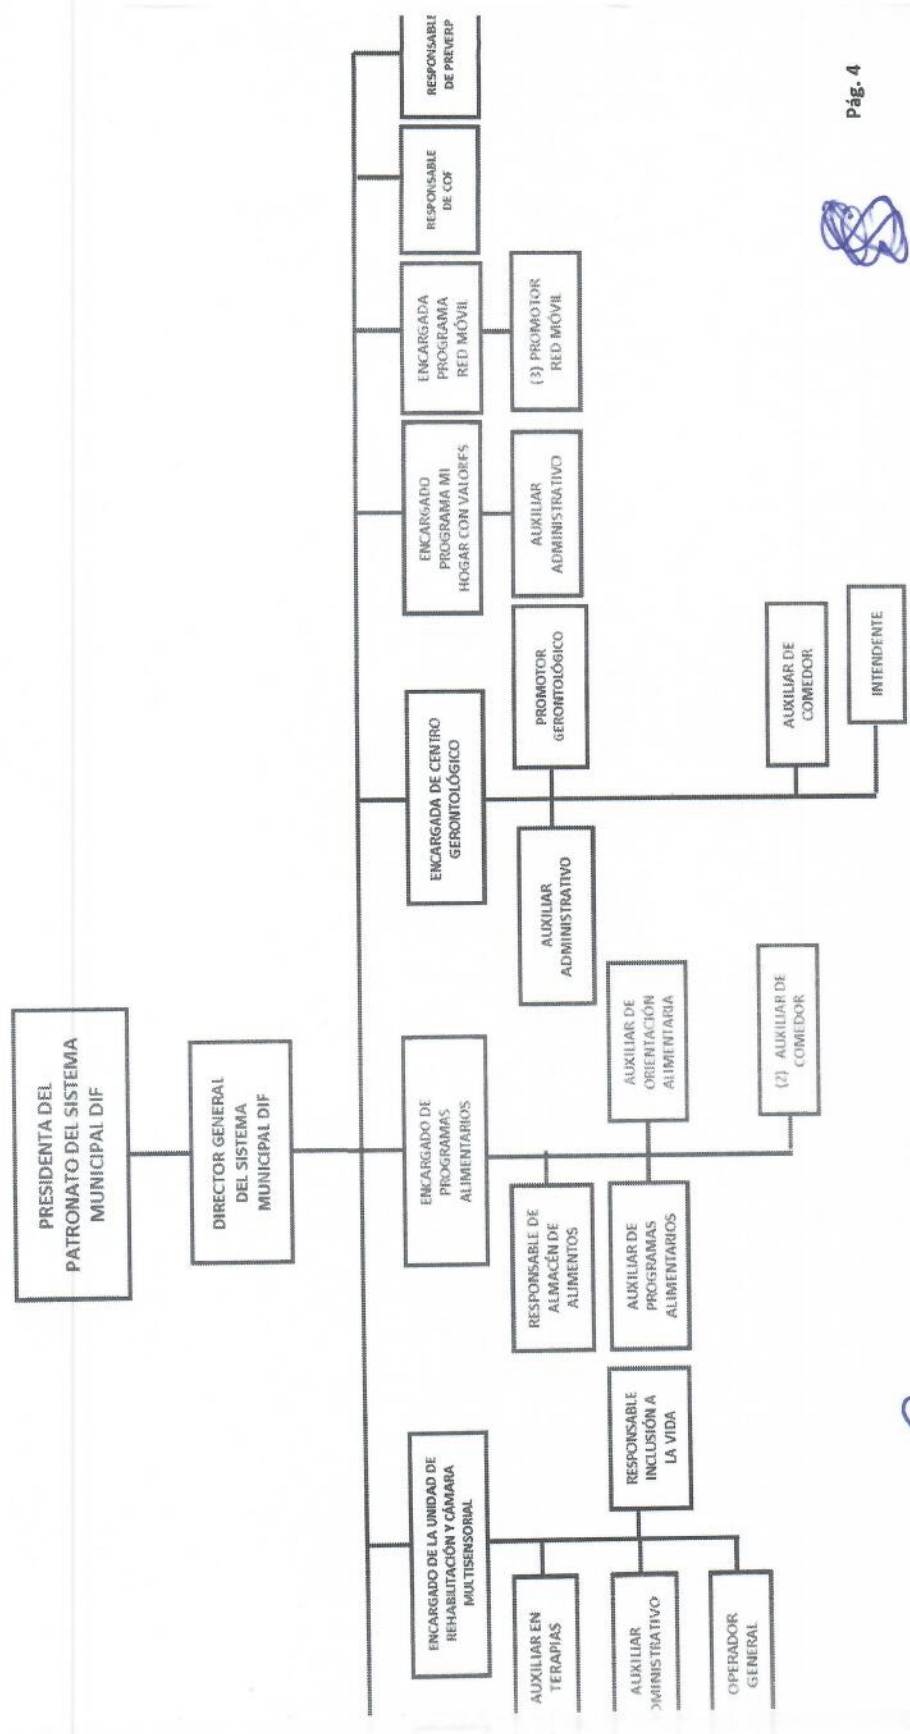 PRESIDENTA DEL
PATRONATO DEL SISTEMA
MUNICIPAL DIF
DIRECTOR GENERAL
DEL SISTEMA
MUNICIPAL DIF
ENCARGADO DE LA UNIDAD DE
REHABILITACIÓN Y CÁMARA
MULTISENSORIAL
AUXILIAR EN
TERAPIAS
RESPONSABLE
INCLUSIÓN A
LA VIDA
AUXILIAR
OMINISTRATIVO
OPERADOR
GENERAL
ENCARGADO DE
PROGRAMAS
ALIMENTARIOS
RESPONSABLE DE
ALMACÉN DE
ALIMENTOS
AUXILIAR DE
PROGRAMAS
ALIMENTARIOS
AUXILIAR DE
ORIENTACIÓN
ALIMENTARIA
(2) AUXILIAR DE
COMEDOR
ENCARGADA DE CENTRO
GERONTOLÓGICO
AUXILIAR
ADMINISTRATIVO
PROMOTOR
GERONTOLÓGICO
AUXILIAR DE
COMEDOR
INTENDENTE
ENCARGADO
PROGRAMA MI
HOGAR CON VALORES
AUXILIAR
ADMINISTRATIVO
ENCARGADA
PROGRAMA
RED MÓVIL
(3) PROMOTOR
RED MÓVIL
RESPONSABLE
DE COF
RESPONSABLE
DE PREVERP
Pág. 4